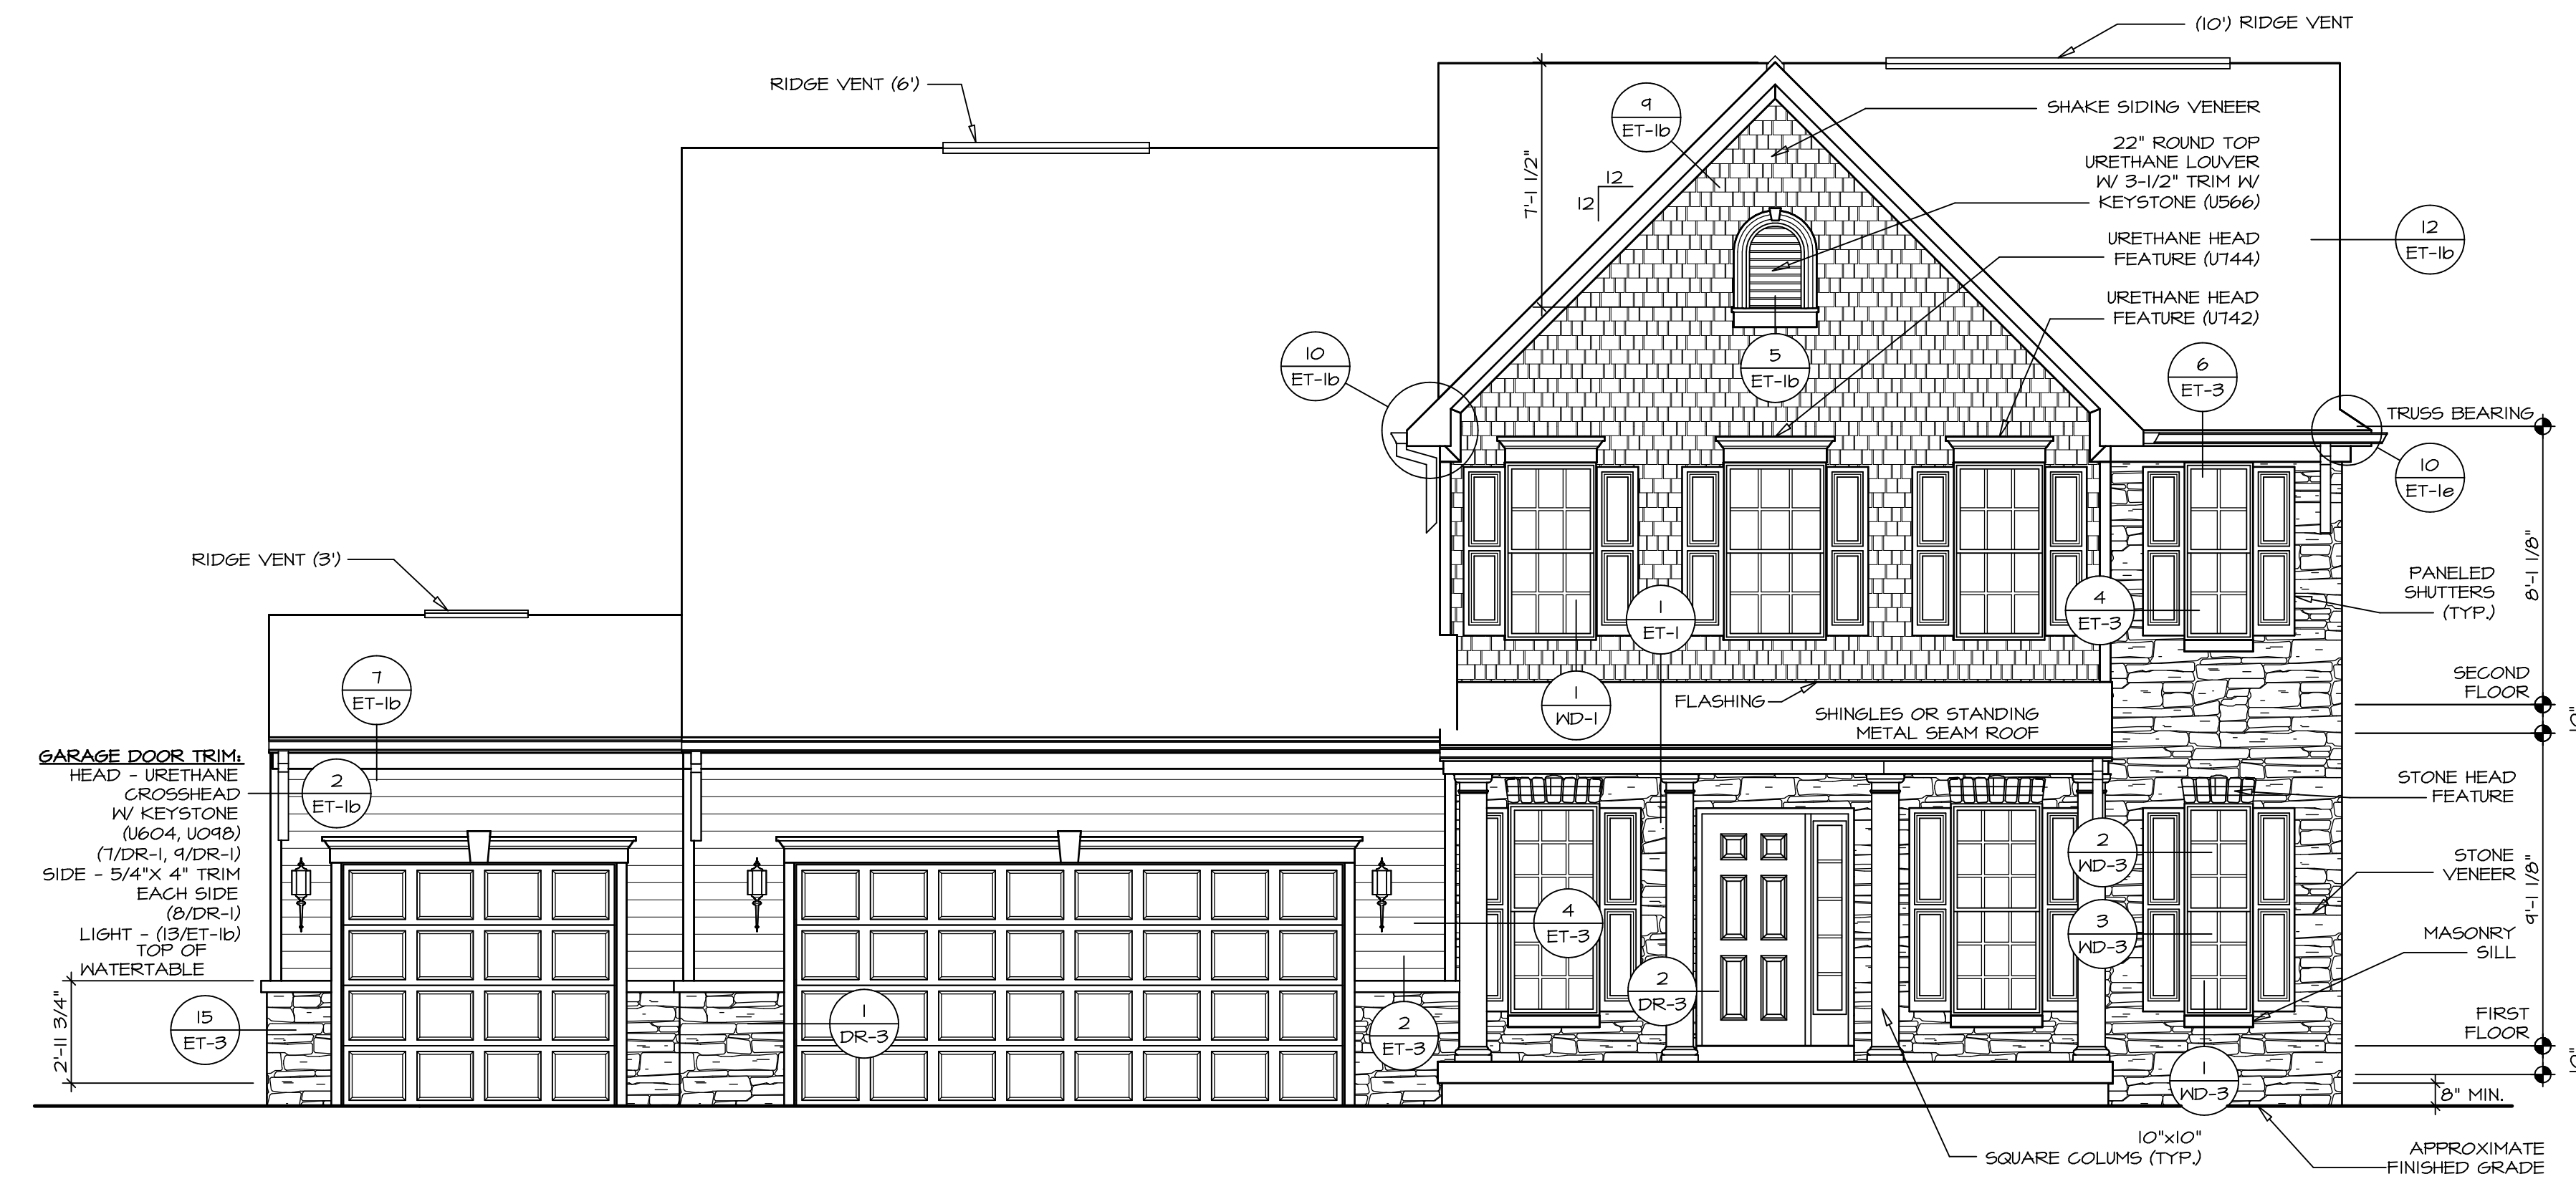 (10') RIDGE VENT
RIDGE VENT (6')
9
ET-1b
SHAKE SIDING VENEER
22" ROUND TOP
URETHANE LOUVER
W/ 3-1/2" TRIM W/
KEYSTONE (U566)
7'-1 1/2"
12
12
12
ET-1b
URETHANE HEAD
FEATURE (U744)
URETHANE HEAD
FEATURE (U742)
10
ET-1b
5
ET-1b
6
ET-3
TRUSS BEARING
10
ET-1e
RIDGE VENT (3')
8'-1 1/8"
PANELED
SHUTTERS
(TYP.)
4
ET-3
1
ET-1
7
ET-1b
1
WD-1
FLASHING
SECOND
FLOOR
10"
SHINGLES OR STANDING
METAL SEAM ROOF
GARAGE DOOR TRIM:
HEAD - URETHANE
CROSSHEAD
W/ KEYSTONE
(U604, U098)
(7/DR-1, 9/DR-1)
SIDE - 5/4"X 4" TRIM
EACH SIDE
(8/DR-1)
LIGHT - (13/ET-1b)
TOP OF
WATERTABLE
2
ET-1b
STONE HEAD
FEATURE
2
WD-3
STONE
VENEER
9'-1 1/8"
4
ET-3
3
WD-3
MASONRY
SILL
2
DR-3
2'-11 3/4"
15
ET-3
1
DR-3
2
ET-3
FIRST
FLOOR
10"
1
WD-3
8" MIN.
10"x10"
SQUARE COLUMS (TYP.)
APPROXIMATE
FINISHED GRADE